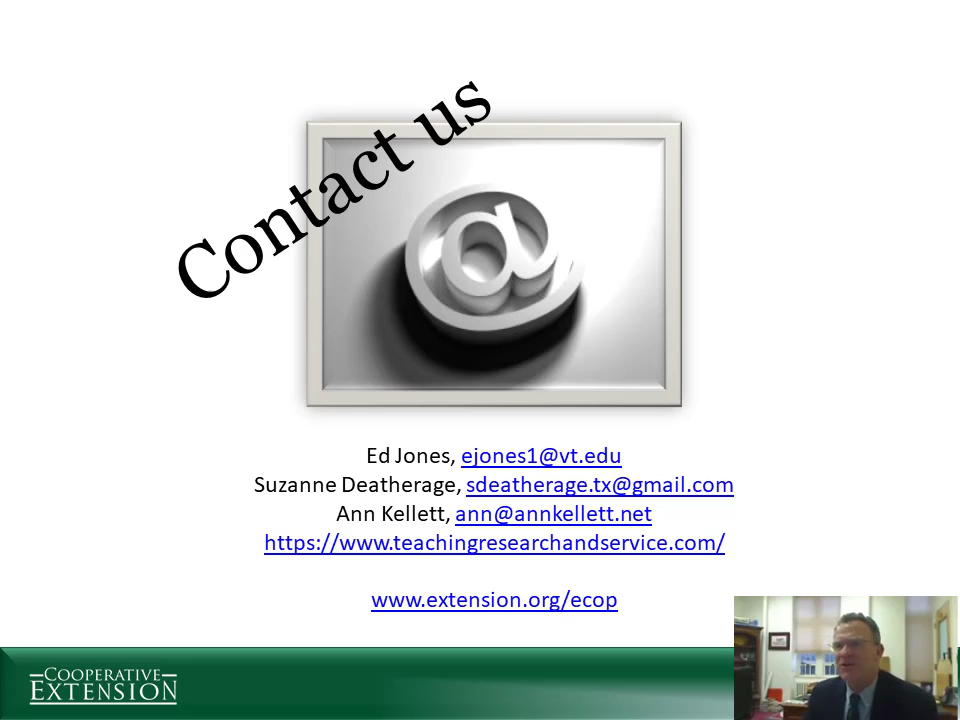 Contact us
@
Ed Jones, ejones1@vt.edu
Suzanne Deatherage, sdeatherage.tx@gmail.com
Ann Kellett, ann@annkellett.net
https://www.teachingresearchandservice.com/
www.extension.org/ecop
COOPERATIVE
EXTENSION